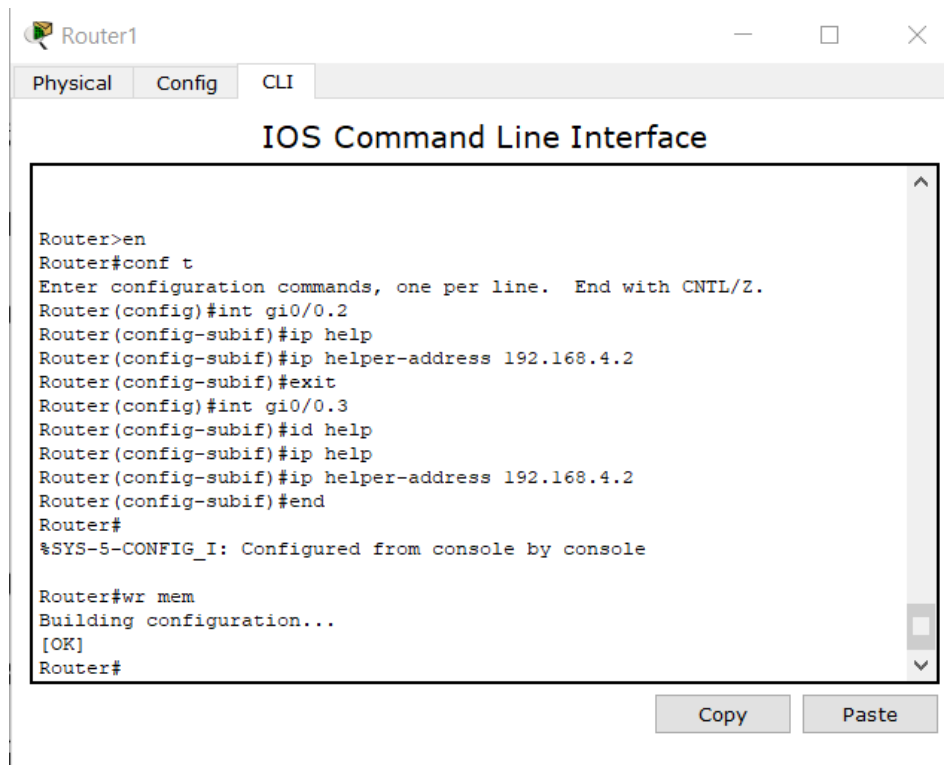 Router1
Physical Config CLI
IOS Command Line Interface
Router>en
Router#conf t
Enter configuration commands, one per line.  End with CNTL/Z.
Router(config)#int gi0/0.2
Router(config-subif)#ip help
Router(config-subif)#ip helper-address 192.168.4.2
Router(config-subif)#exit
Router(config)#int gi0/0.3
Router(config-subif)#id help
Router(config-subif)#ip help
Router(config-subif)#ip helper-address 192.168.4.2
Router(config-subif)#end
Router#
%SYS-5-CONFIG_I: Configured from console by console
Router#wr mem
Building configuration...
[OK]
Router#
Copy Paste